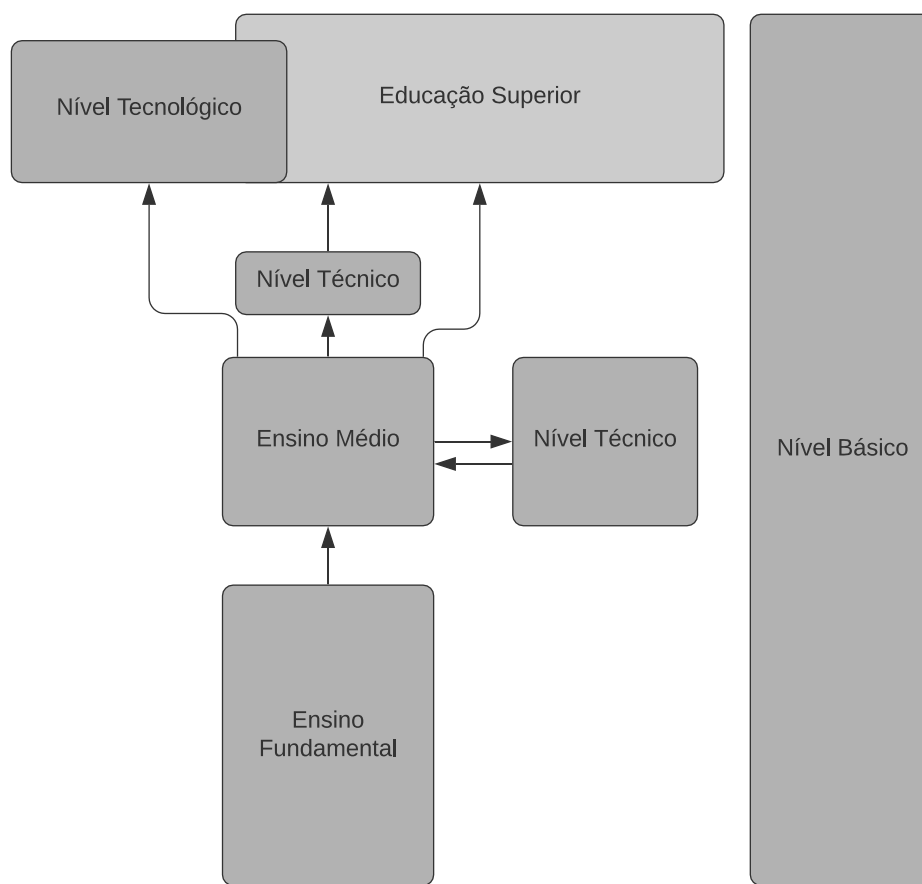 Nível Tecnológico
Educação Superior
Nível Técnico
Ensino Médio
Nível Técnico
Nível Básico
Ensino
Fundamental